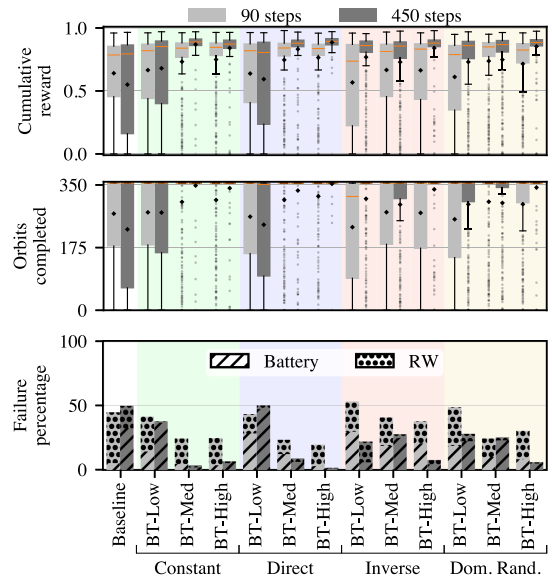 90 steps 450 steps
Cumulative
reward
1.0
0.5
0.0
Orbits
completed
350
175
0
Failure
percentage
100
50
0
Battery RW
Baseline BT-Low BT-Med BT-High BT-Low BT-Med BT-High BT-Low BT-Med BT-High BT-Low BT-Med BT-High
Constant Direct Inverse Dom. Rand.